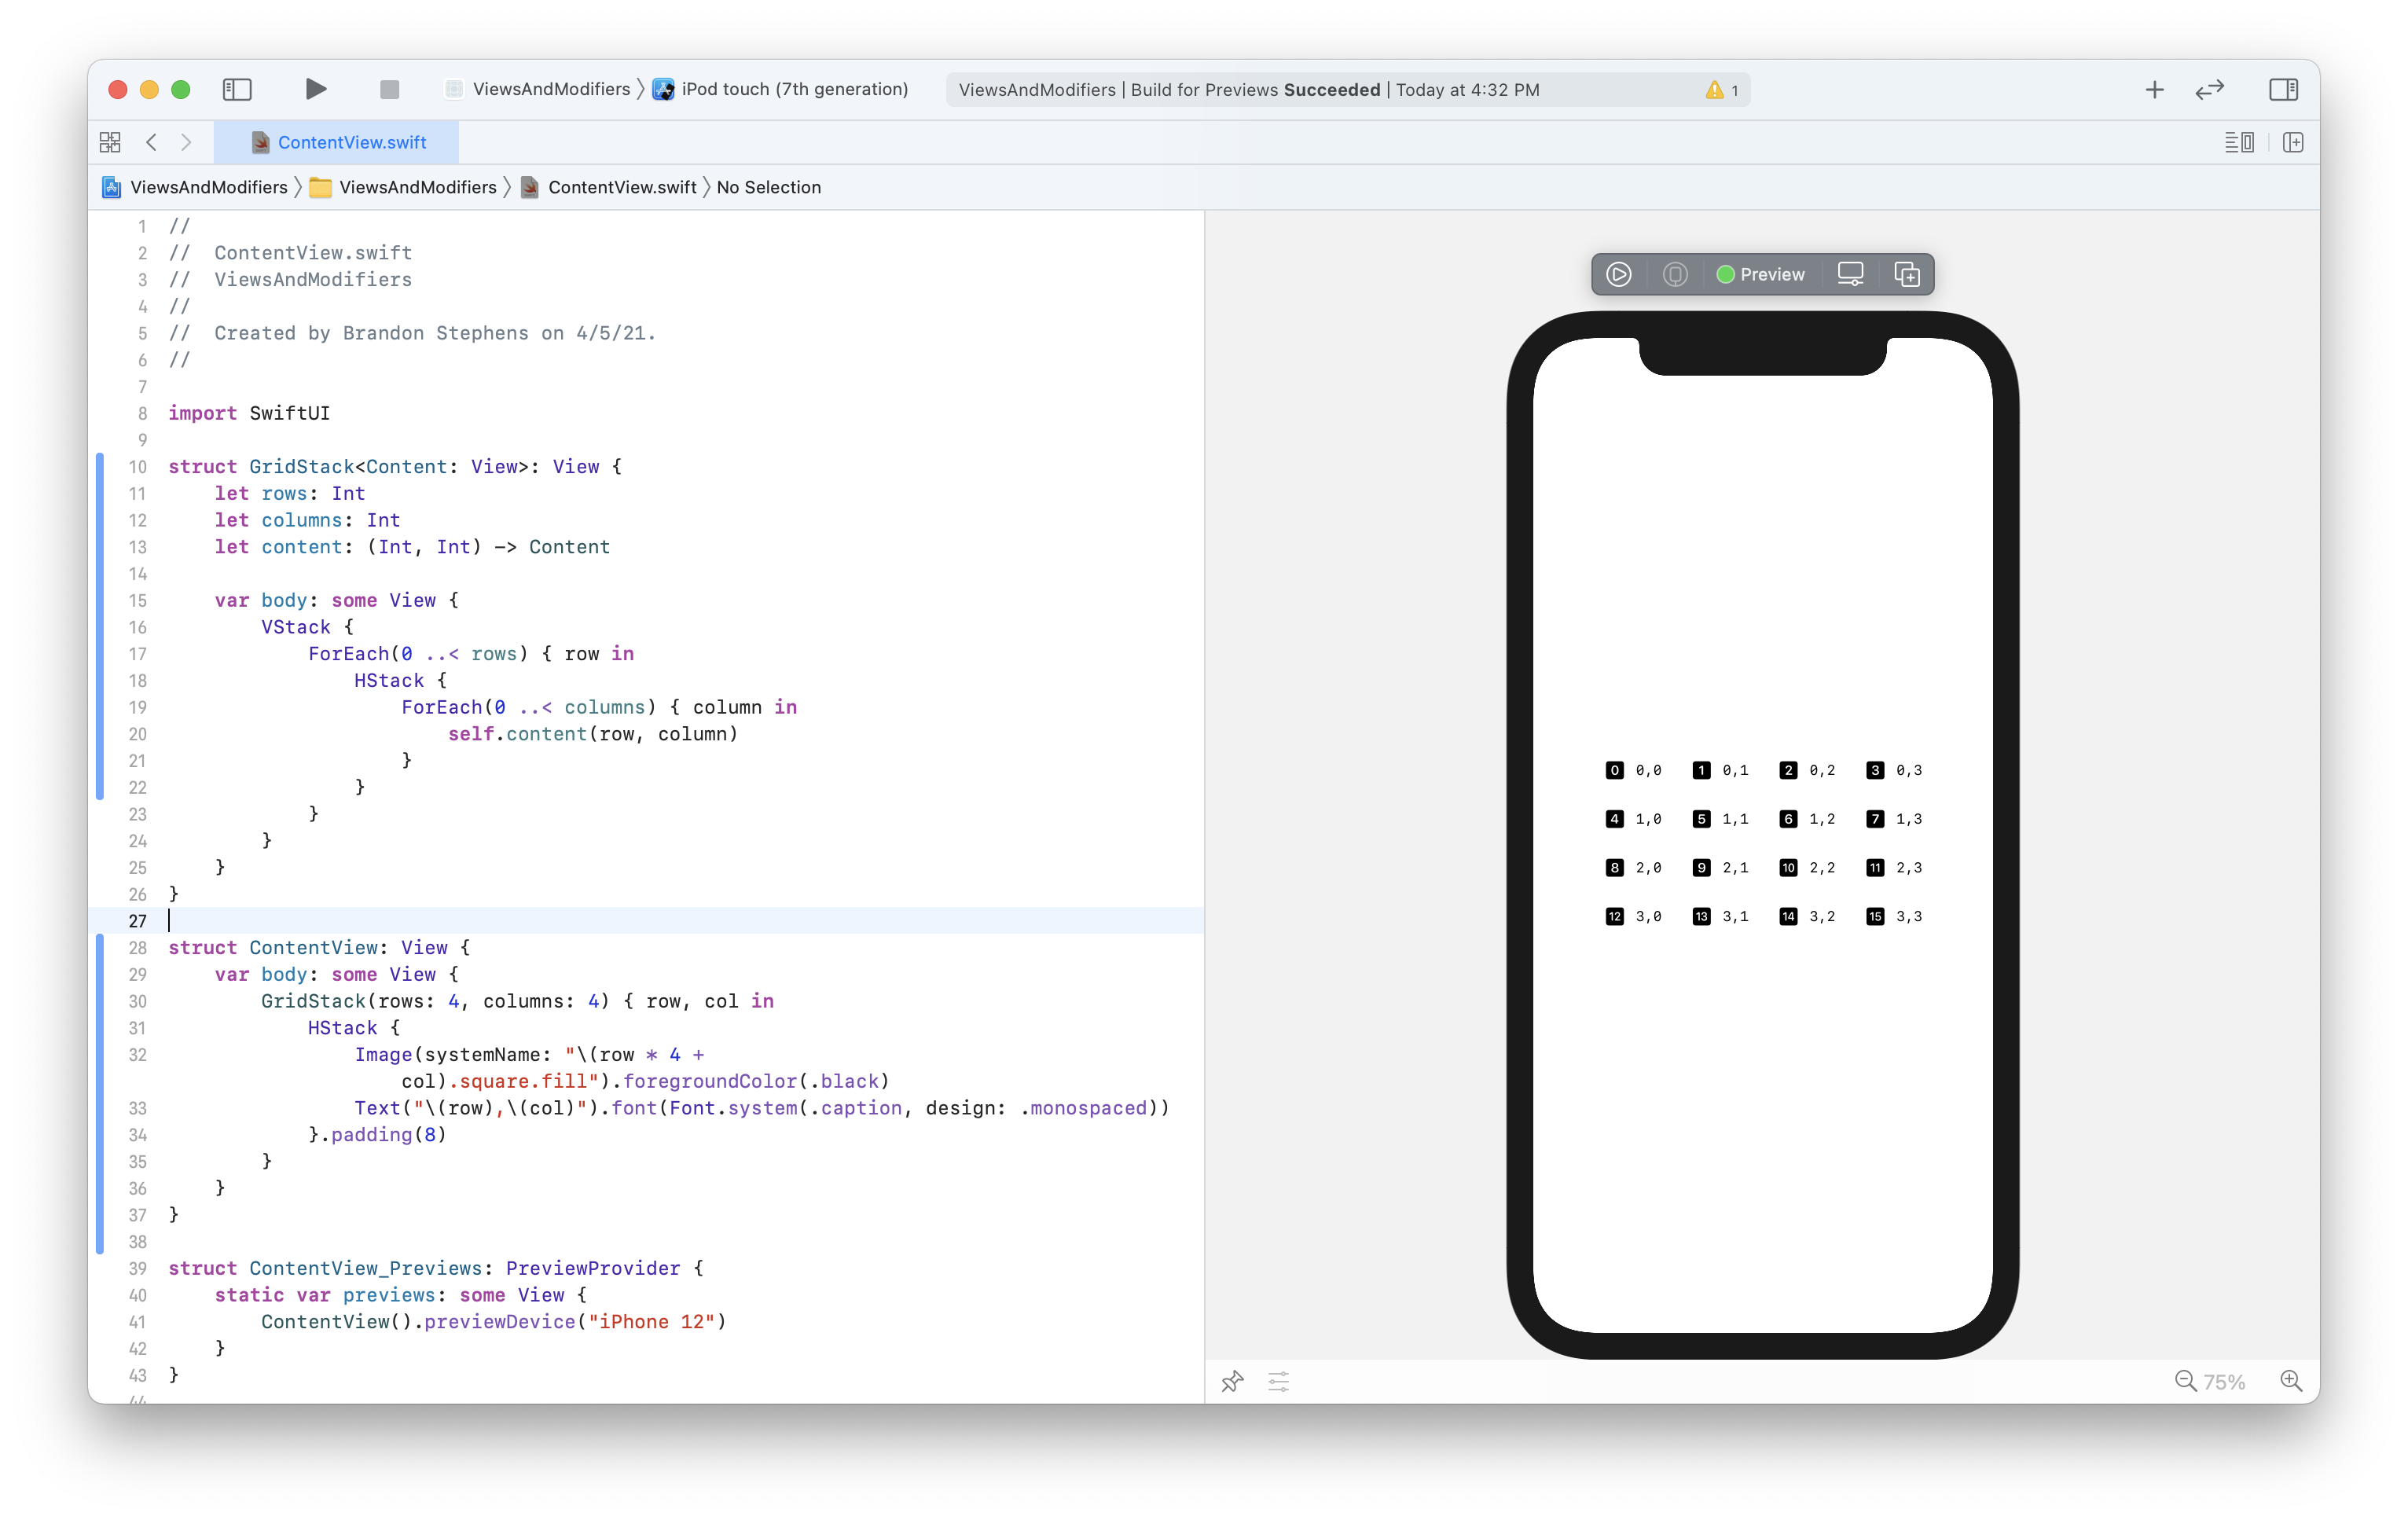 ViewsAndModifiers 〉 iPod touch (7th generation)
ViewsAndModifiers | Build for Previews Succeeded | Today at 4:32 PM
1
ContentView.swift
ViewsAndModifiers 〉 ViewsAndModifiers 〉 ContentView.swift 〉 No Selection
1 //
2 //  ContentView.swift
3 //  ViewsAndModifiers
4 //
5 //  Created by Brandon Stephens on 4/5/21.
6 //
7
8 import SwiftUI
9
10 struct GridStack<Content: View>: View {
11     let rows: Int
12     let columns: Int
13     let content: (Int, Int) -> Content
14
15     var body: some View {
16         VStack {
17             ForEach(0 ..< rows) { row in
18                 HStack {
19                     ForEach(0 ..< columns) { column in
20                         self.content(row, column)
21                     }
22                 }
23             }
24         }
25     }
26 }
27
28 struct ContentView: View {
29     var body: some View {
30         GridStack(rows: 4, columns: 4) { row, col in
31             HStack {
32                 Image(systemName: "\(row * 4 +
                    col).square.fill").foregroundColor(.black)
33                 Text("\(row),\(col)").font(Font.system(.caption, design: .monospaced))
34             }.padding(8)
35         }
36     }
37 }
38
39 struct ContentView_Previews: PreviewProvider {
40     static var previews: some View {
41         ContentView().previewDevice("iPhone 12")
42     }
43 }
44
Preview
0 0,0 1 0,1 2 0,2 3 0,3
4 1,0 5 1,1 6 1,2 7 1,3
8 2,0 9 2,1 10 2,2 11 2,3
12 3,0 13 3,1 14 3,2 15 3,3
75%